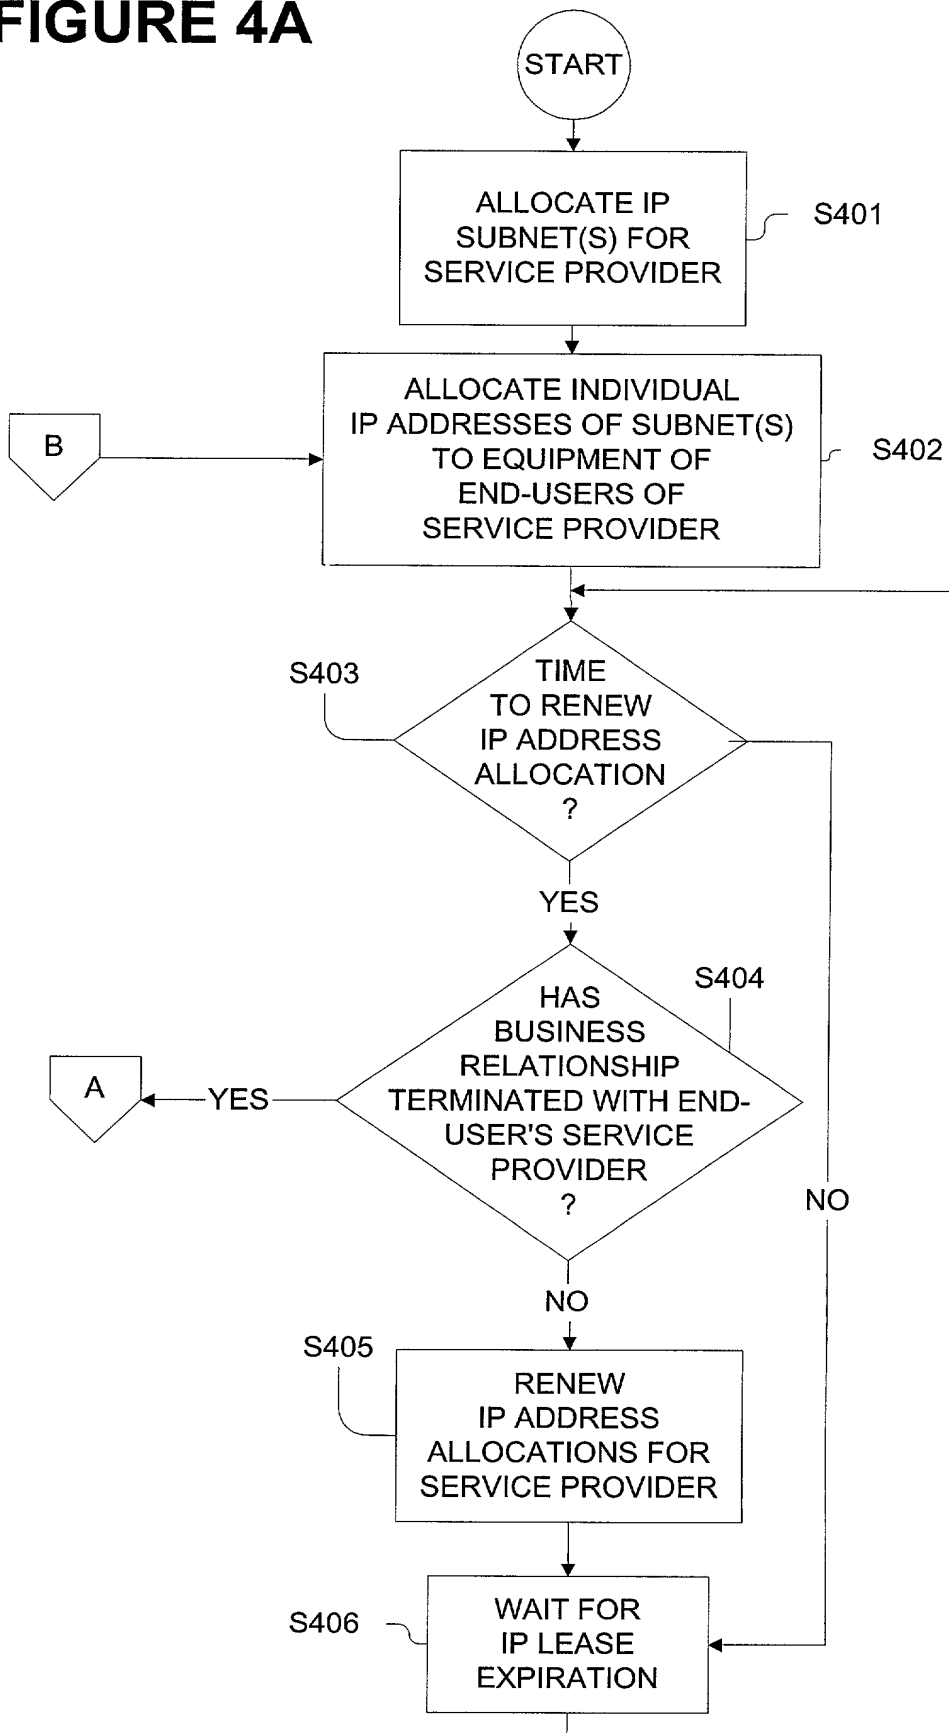 FIGURE 4A
START
ALLOCATE IP
SUBNET(S) FOR
SERVICE PROVIDER
S401
ALLOCATE INDIVIDUAL
IP ADDRESSES OF SUBNET(S)
TO EQUIPMENT OF
END-USERS OF
SERVICE PROVIDER
S402
B
S403
TIME
TO RENEW
IP ADDRESS
ALLOCATION
?
YES
S404
HAS
BUSINESS
RELATIONSHIP
TERMINATED WITH END-
USER'S SERVICE
PROVIDER
?
YES
A
NO
NO
S405
RENEW
IP ADDRESS
ALLOCATIONS FOR
SERVICE PROVIDER
S406
WAIT FOR
IP LEASE
EXPIRATION